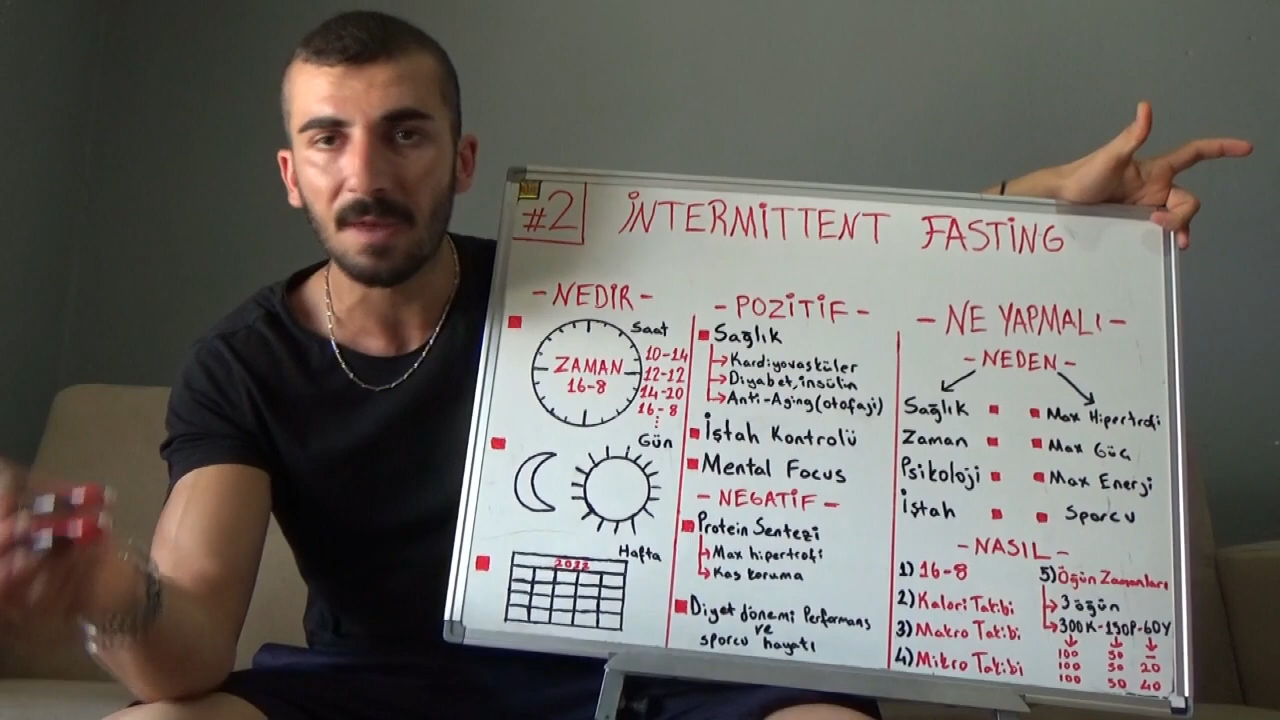 #2 İNTERMİTTENT FASTİNG
-NEDİR-
Saat
ZAMAN
16-8
10-14
12-12
14-20
16-8
Gün
Hafta
2022
-POZİTİF-
Sağlık
Kardiyovasküler
Diyabet, insülin
Anti-Aging (otofaji)
İştah Kontrolü
Mental Focus
-NEGATİF-
Protein Sentezi
Max hipertrofi
Kas koruma
Diyet dönemi Performans
ve
sporcu hayatı
-NE YAPMALI-
-NEDEN-
Sağlık
Zaman
Psikoloji
İştah
Max Hipertrofi
Max Güç
Max Enerji
Sporcu
-NASIL-
1) 16-8
2) Kalori Takibi
3) Makro Takibi
4) Mikro Takibi
5) Öğün Zamanları
3 öğün
300K-150P-60Y
100 50 -
100 50 20
100 50 40